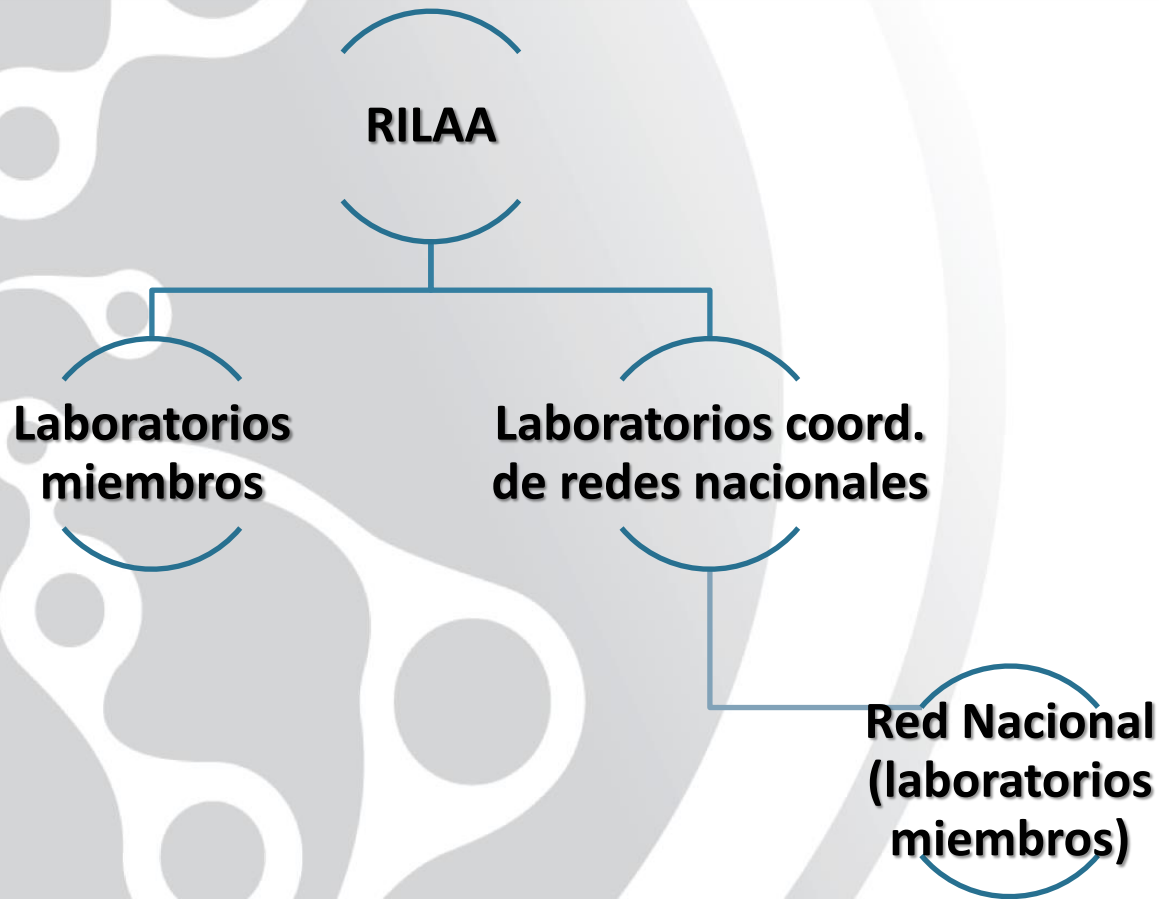 RILAA
Laboratorios
miembros
Laboratorios coord.
de redes nacionales
Red Nacional
(laboratorios
miembros)